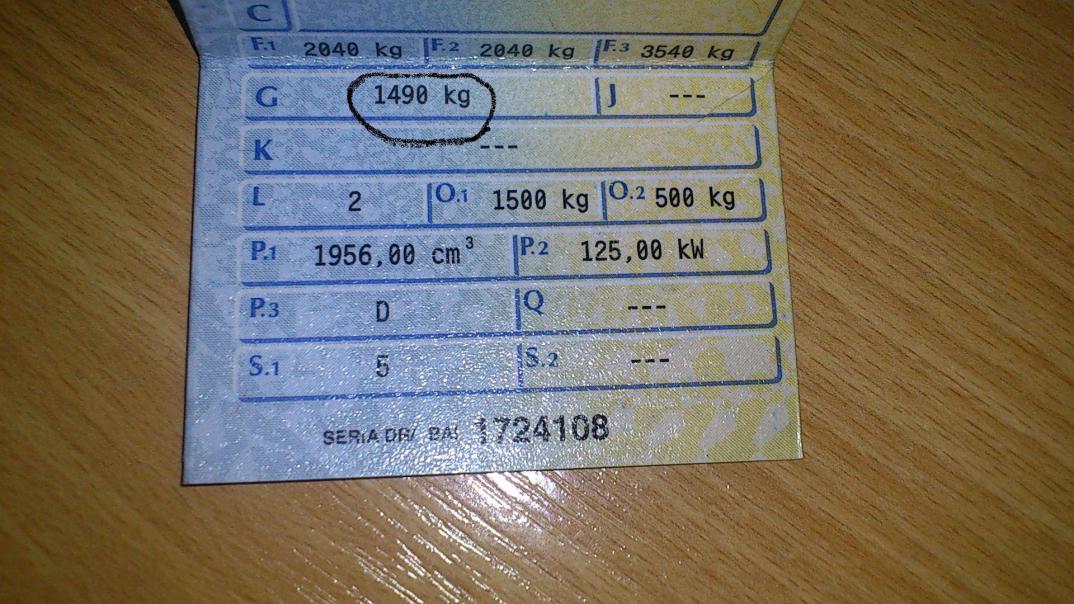 C
F.1 2040 kg F.2 2040 kg F.3 3540 kg
G 1490 kg J ---
K ---
L 2 O.1 1500 kg O.2 500 kg
P.1 1956,00 cm³ P.2 125,00 kW
P.3 D Q ---
S.1 5 S.2 ---
SERIA 1724108